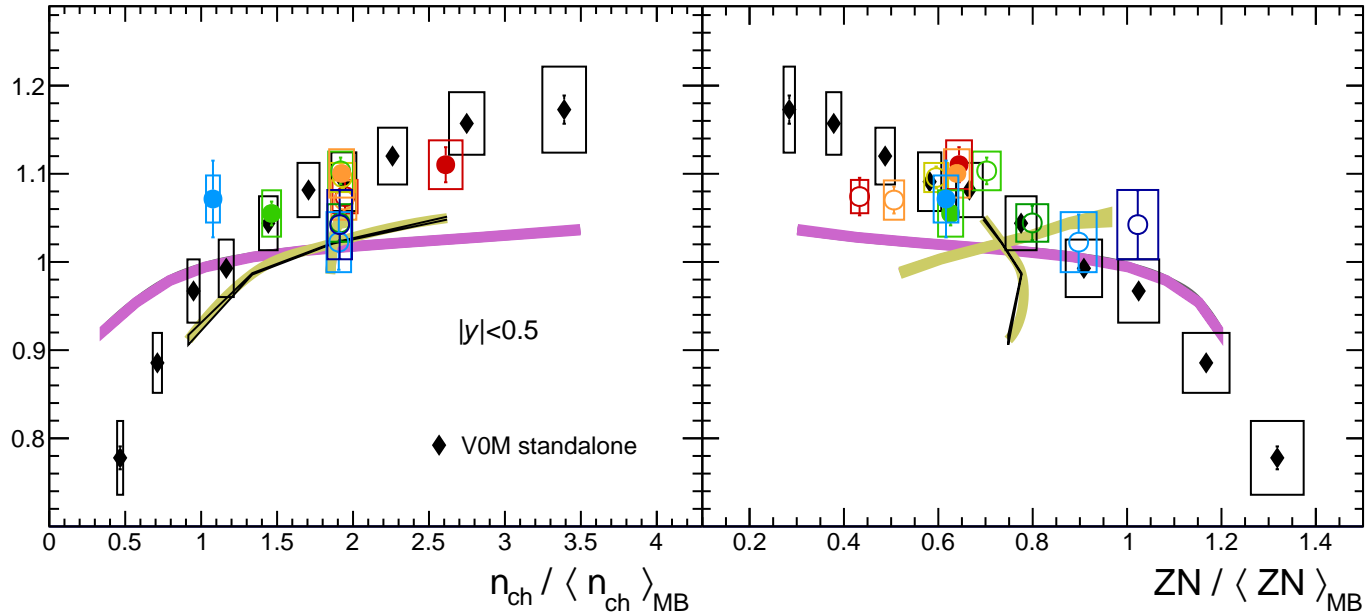 1.2
1.1
1
0.9
0.8
|y|<0.5
V0M standalone
0 0.5 1 1.5 2 2.5 3 3.5 4
0.2 0.4 0.6 0.8 1 1.2 1.4
n_ch / ⟨ n_ch ⟩_MB
ZN / ⟨ ZN ⟩_MB